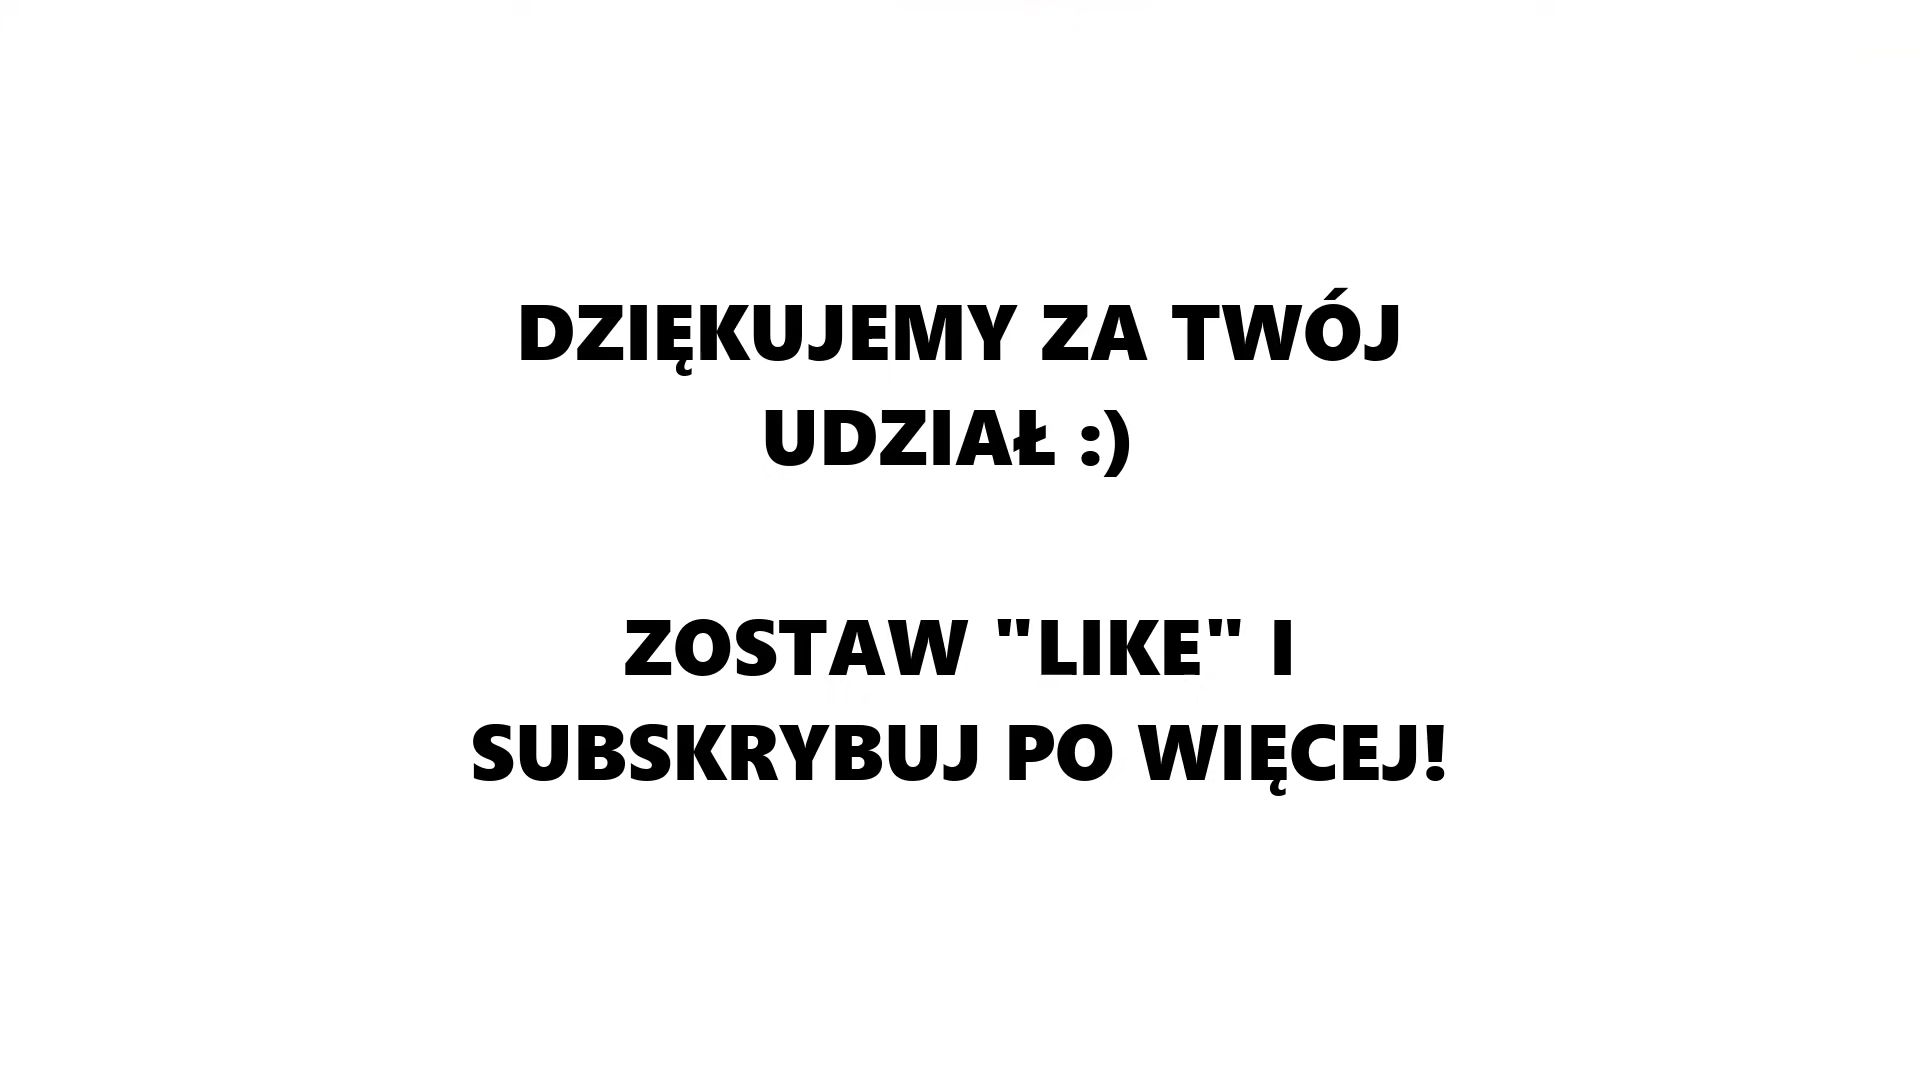 DZIĘKUJEMY ZA TWÓJ
UDZIAŁ :)
ZOSTAW "LIKE" I
SUBSKRYBUJ PO WIĘCEJ!